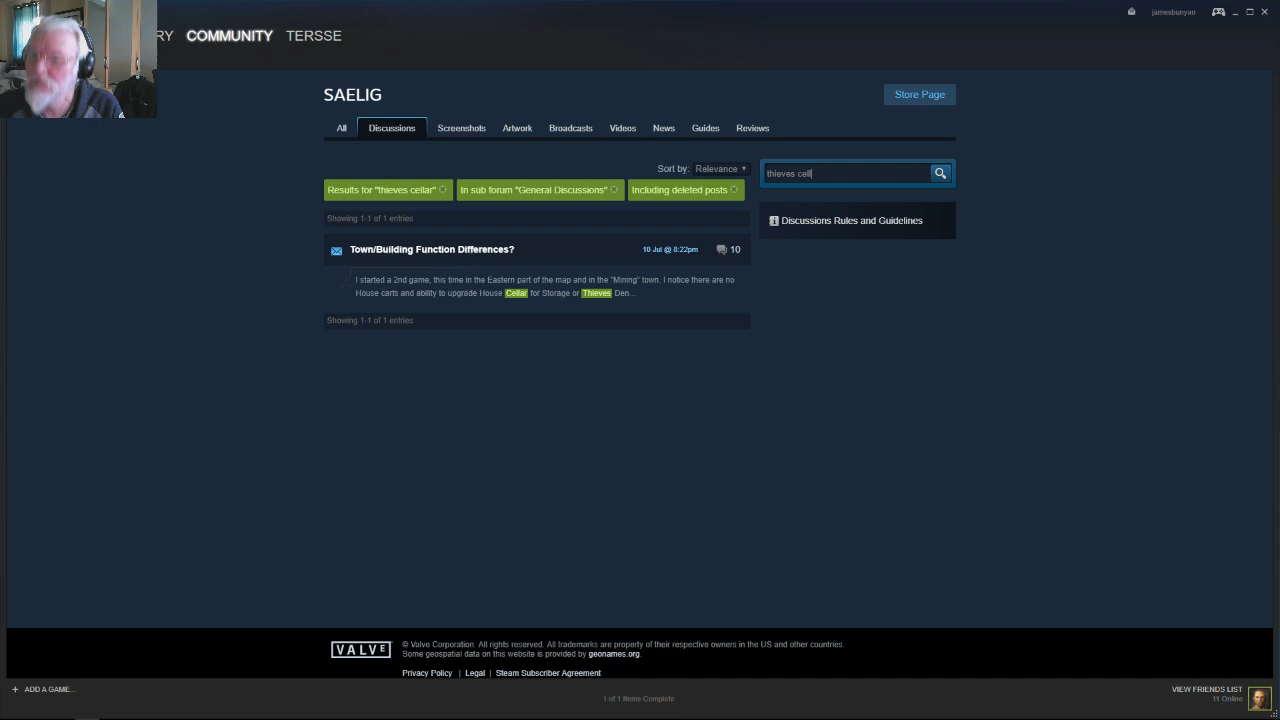 RY COMMUNITY TERSSE
jamesbunyan
SAELIG
Store Page
All Discussions Screenshots Artwork Broadcasts Videos News Guides Reviews
Sort by: Relevance
thieves cell
Results for "thieves cellar" In sub forum "General Discussions" Including deleted posts
Showing 1-1 of 1 entries
Discussions Rules and Guidelines
Town/Building Function Differences? 10 Jul @ 8:22pm 10
I started a 2nd game, this time in the Eastern part of the map and in the "Mining" town. I notice there are no
House carts and ability to upgrade House Cellar for Storage or Thieves Den...
Showing 1-1 of 1 entries
VALVE
© Valve Corporation. All rights reserved. All trademarks are property of their respective owners in the US and other countries.
Some geospatial data on this website is provided by geonames.org.
Privacy Policy | Legal | Steam Subscriber Agreement
+ ADD A GAME...
1 of 1 Items Complete
VIEW FRIENDS LIST
11 Online